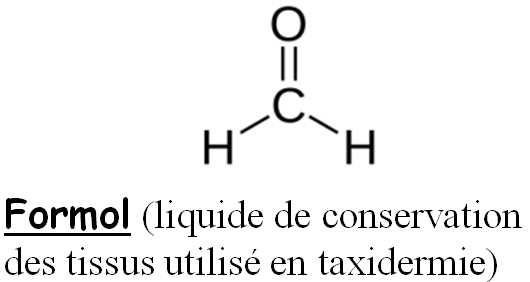 O
C
H H
Formol (liquide de conservation
des tissus utilisé en taxidermie)